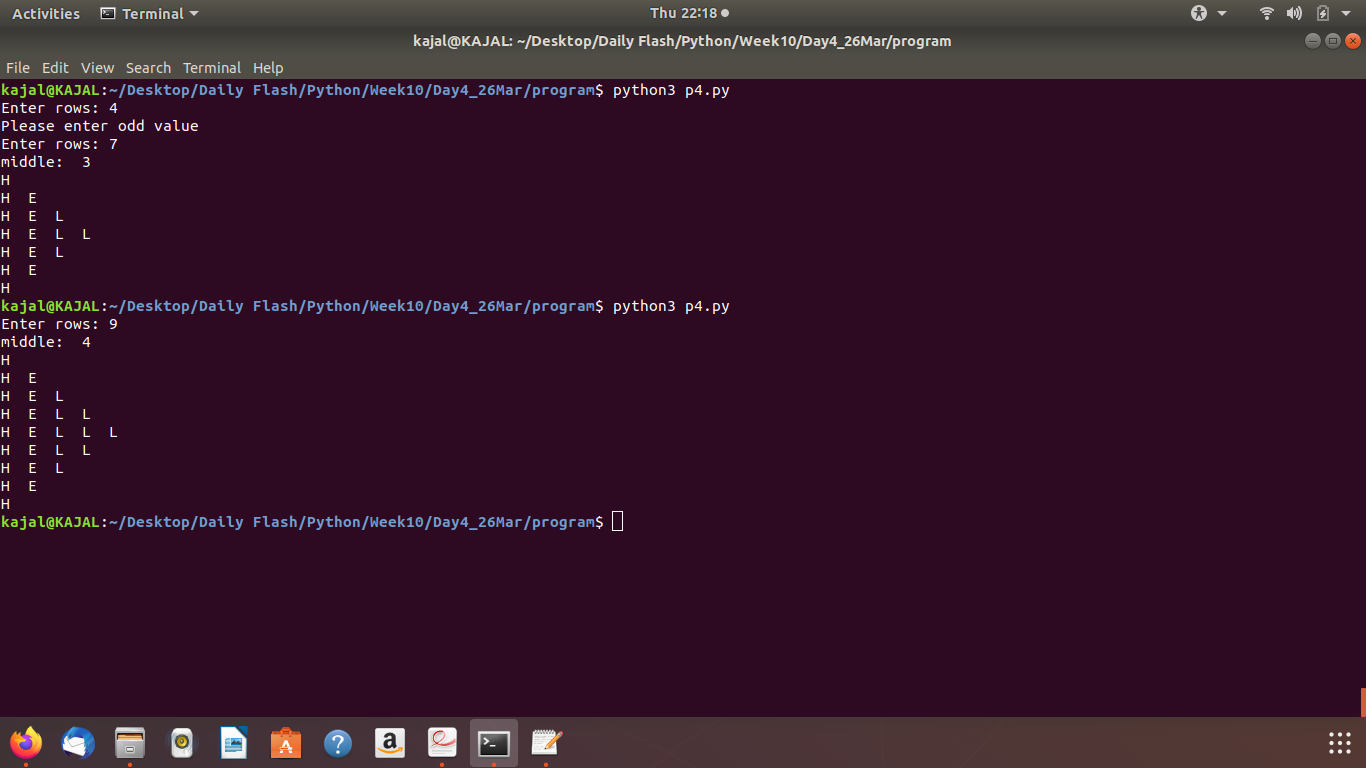 Activities Terminal Thu 22:18
kajal@KAJAL: ~/Desktop/Daily Flash/Python/Week10/Day4_26Mar/program
File Edit View Search Terminal Help
kajal@KAJAL:~/Desktop/Daily Flash/Python/Week10/Day4_26Mar/program$ python3 p4.py
Enter rows: 4
Please enter odd value
Enter rows: 7
middle:  3
H
H  E
H  E  L
H  E  L  L
H  E  L
H  E
H
kajal@KAJAL:~/Desktop/Daily Flash/Python/Week10/Day4_26Mar/program$ python3 p4.py
Enter rows: 9
middle:  4
H
H  E
H  E  L
H  E  L  L
H  E  L  L  L
H  E  L  L
H  E  L
H  E
H
kajal@KAJAL:~/Desktop/Daily Flash/Python/Week10/Day4_26Mar/program$